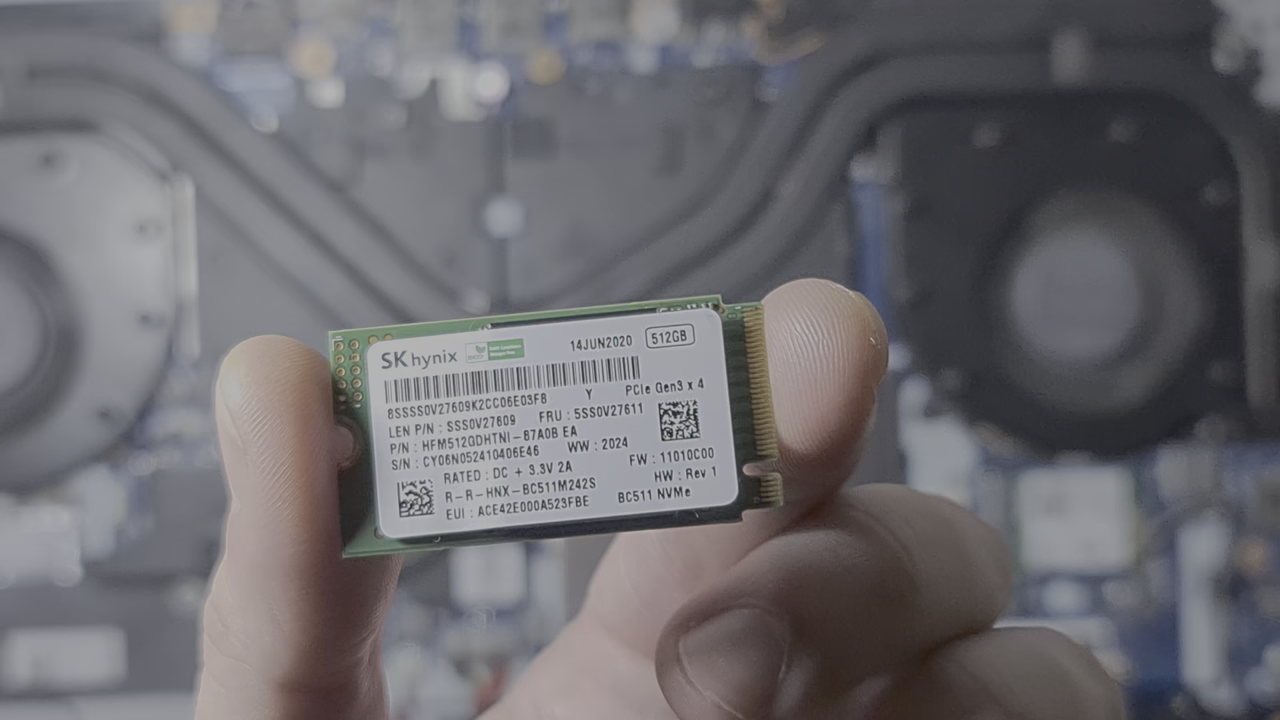 SK hynix
14JUN2020 512GB
8SSSS0V27609K2CC06E03F8 Y PCIe Gen3 x 4
LEN P/N : SSS0V27609 FRU : 5SS0V27611
P/N : HFM512GDHTNI-87A0B EA
S/N : CY06N052410406E46 WW : 2024
RATED : DC + 3.3V 2A FW : 11010C00
R-R-HNX-BC511M242S HW : Rev 1
EUI : ACE42E000A523FBE BC511 NVMe